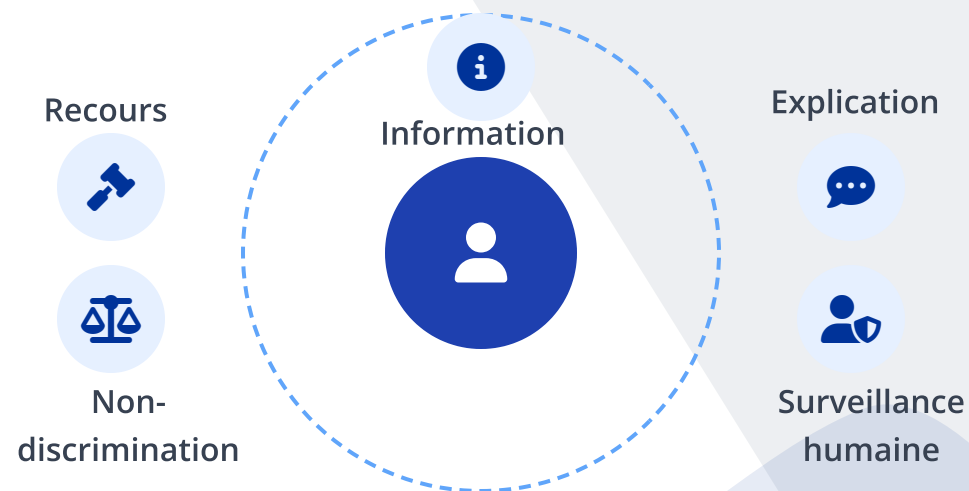 Recours
Information
Explication
Non-
discrimination
Surveillance
humaine